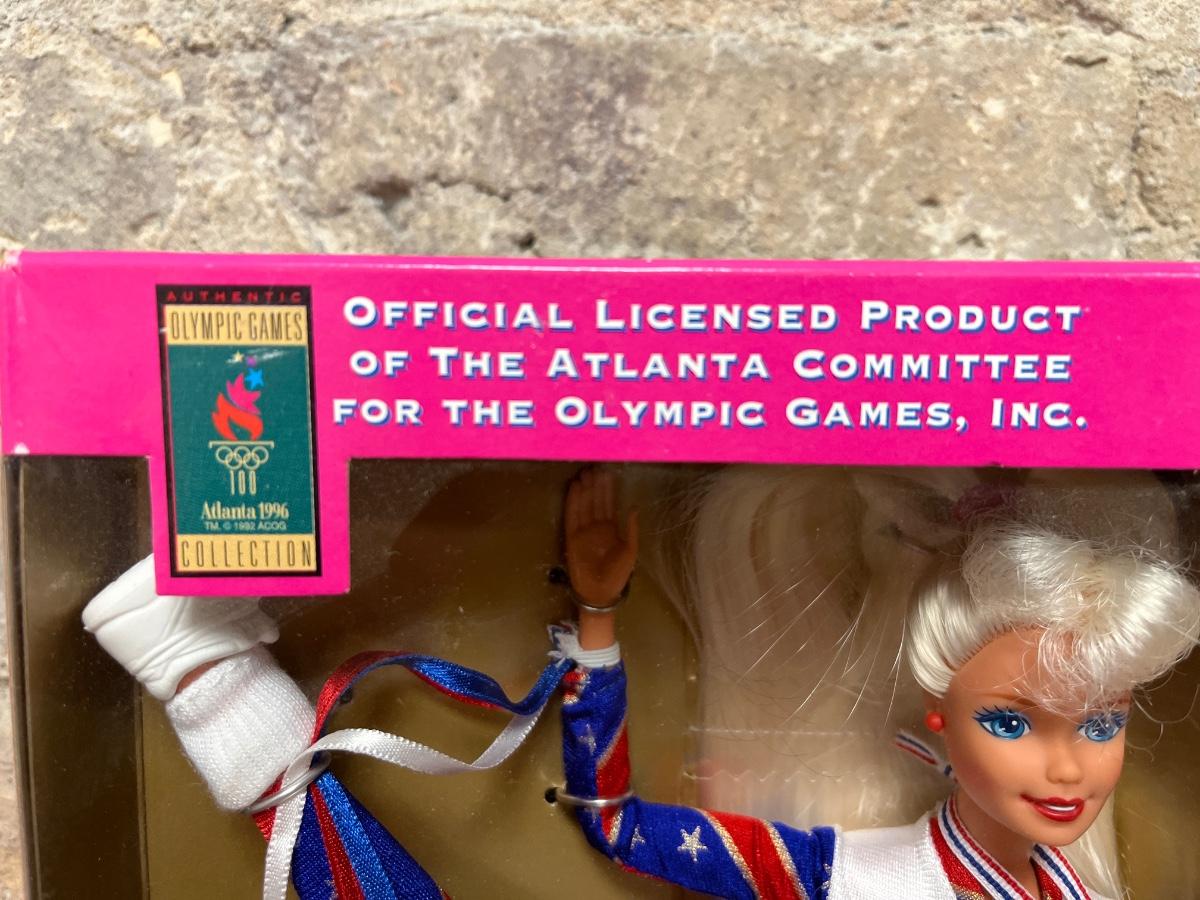 AUTHENTIC
OLYMPIC GAMES
100
Atlanta 1996
TM. © 1992 ACOG
COLLECTION
OFFICIAL LICENSED PRODUCT
OF THE ATLANTA COMMITTEE
FOR THE OLYMPIC GAMES, INC.